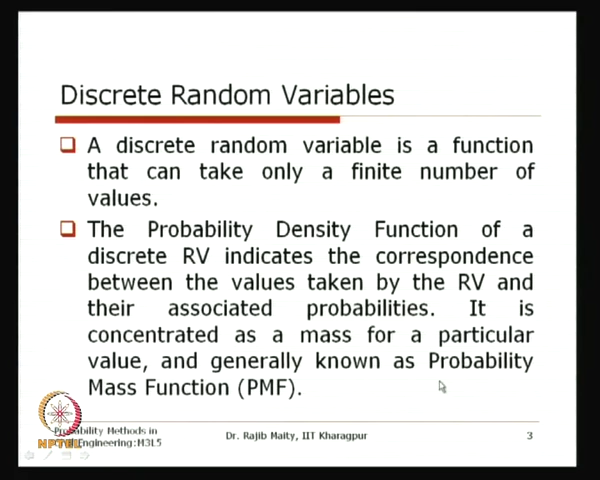 Discrete Random Variables
A discrete random variable is a function
that can take only a finite number of
values.
The Probability Density Function of a
discrete RV indicates the correspondence
between the values taken by the RV and
their associated probabilities. It is
concentrated as a mass for a particular
value, and generally known as Probability
Mass Function (PMF).
Probability Methods in
Engineering:M3L5
Dr. Rajib Maity, IIT Kharagpur
3
NPTEL